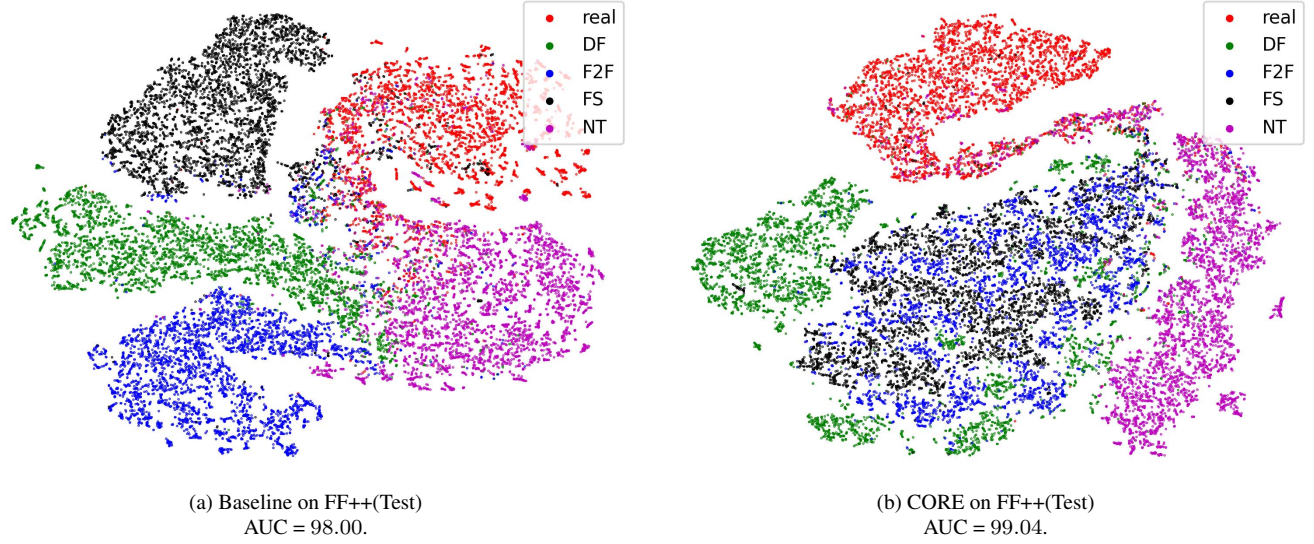 real
DF
F2F
FS
NT
real
DF
F2F
FS
NT
(a) Baseline on FF++(Test)
AUC = 98.00.
(b) CORE on FF++(Test)
AUC = 99.04.